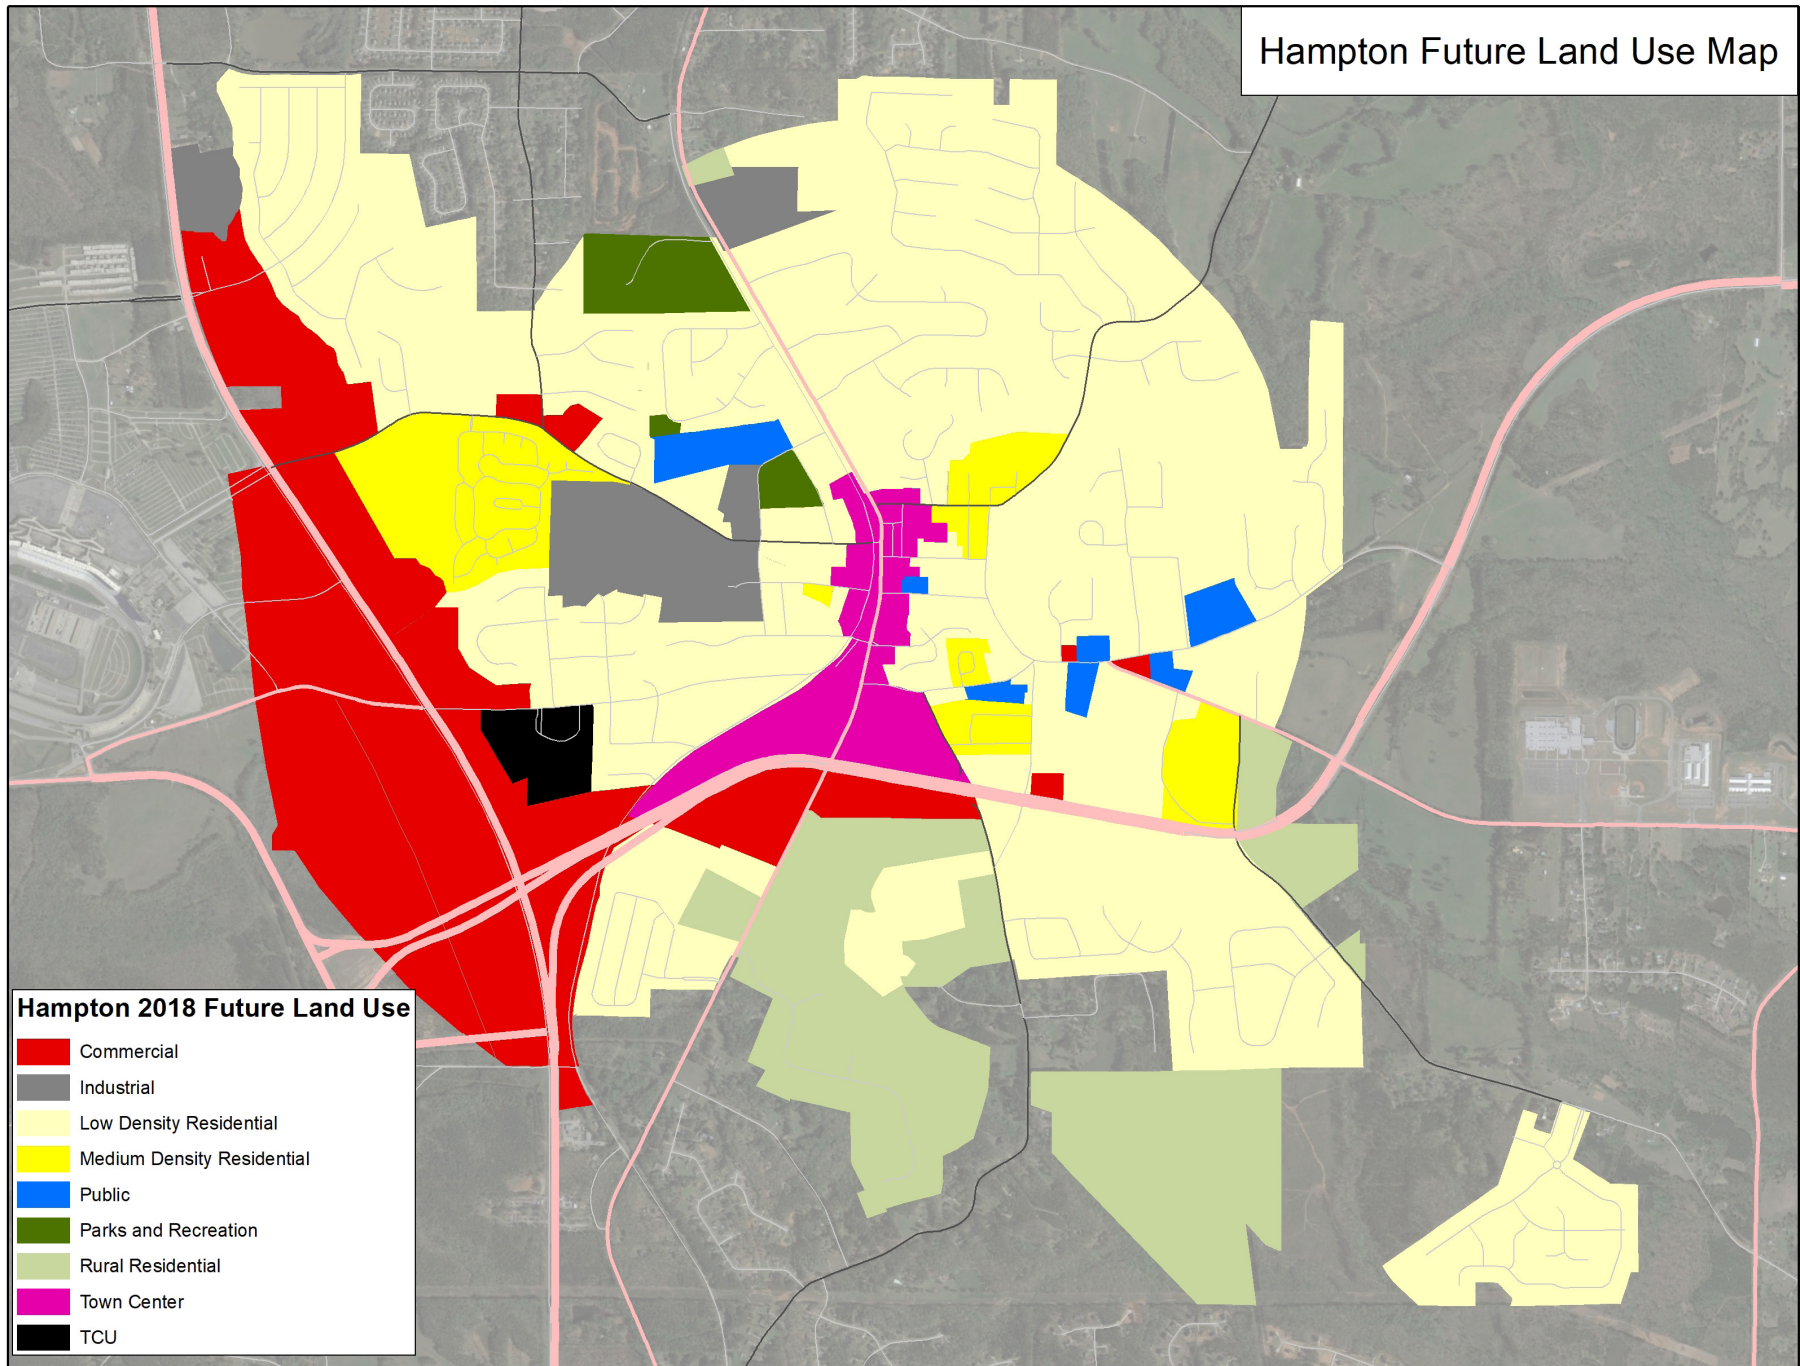 Hampton Future Land Use Map
Hampton 2018 Future Land Use
Commercial
Industrial
Low Density Residential
Medium Density Residential
Public
Parks and Recreation
Rural Residential
Town Center
TCU